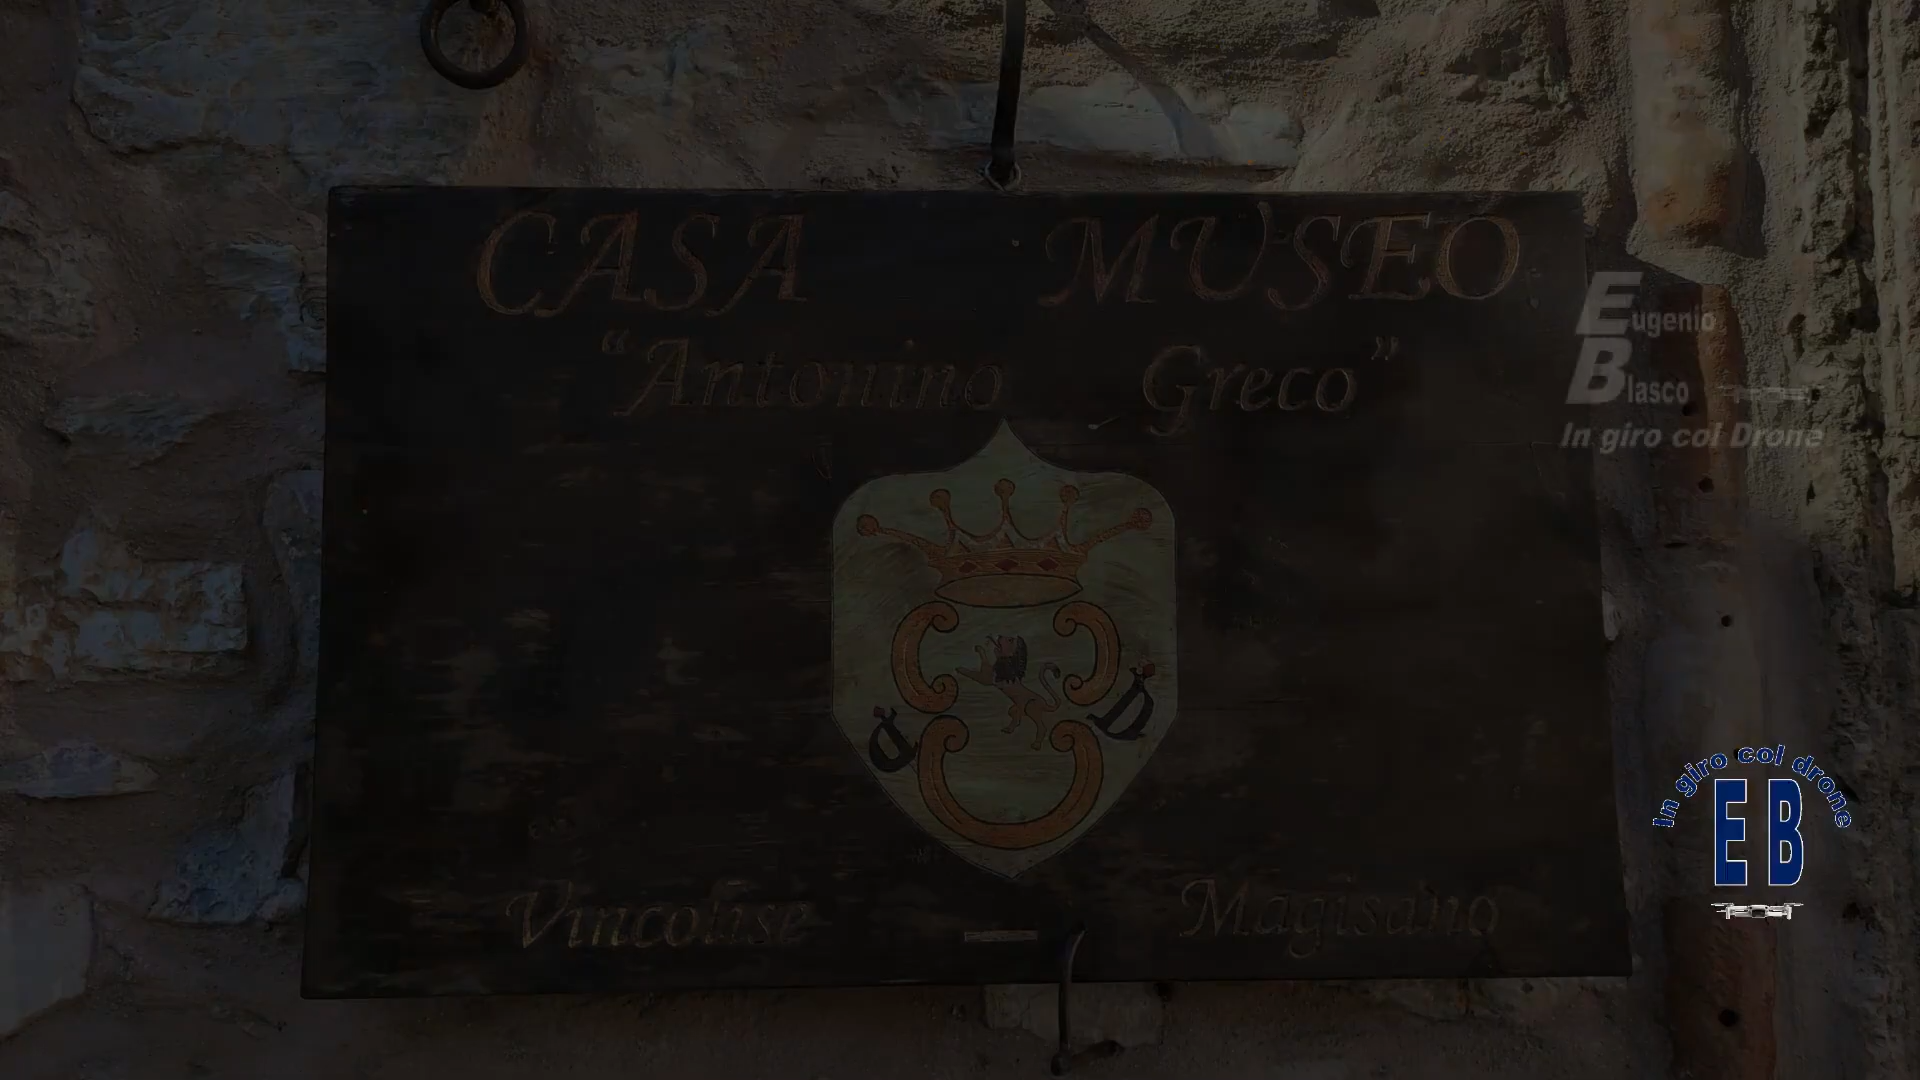 CASA MUSEO
"Antonino Greco"
D D
Vincolise - Magisano
Eugenio
Blasco
In giro col Drone
In giro col drone
EB